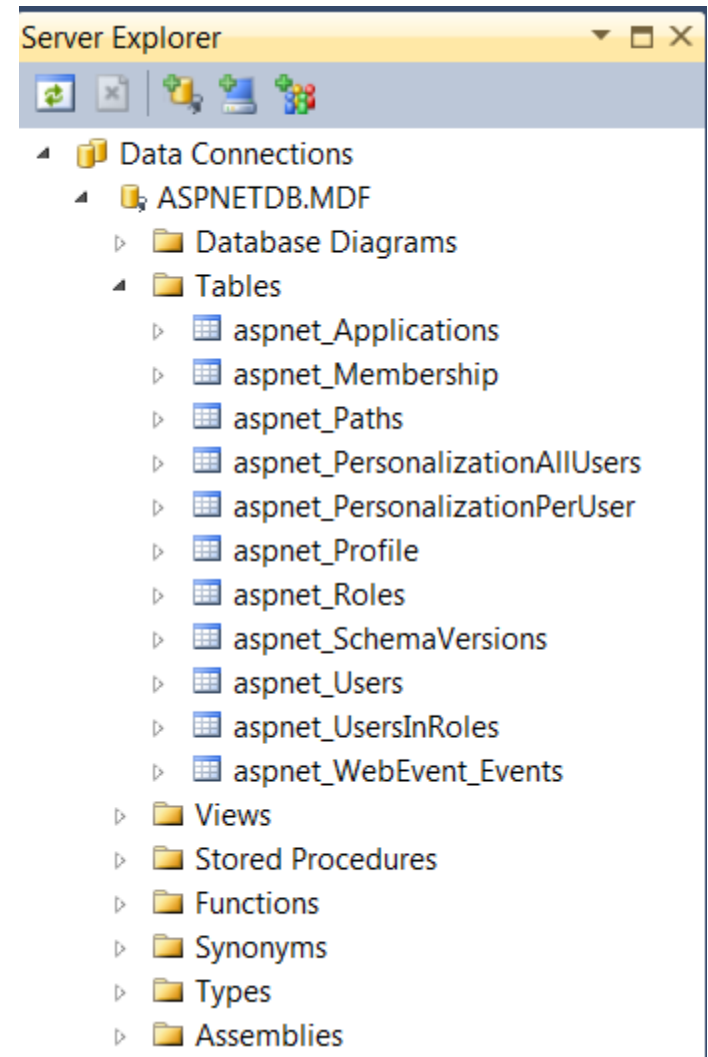 Server Explorer
Data Connections
ASPNETDB.MDF
Database Diagrams
Tables
aspnet_Applications
aspnet_Membership
aspnet_Paths
aspnet_PersonalizationAllUsers
aspnet_PersonalizationPerUser
aspnet_Profile
aspnet_Roles
aspnet_SchemaVersions
aspnet_Users
aspnet_UsersInRoles
aspnet_WebEvent_Events
Views
Stored Procedures
Functions
Synonyms
Types
Assemblies